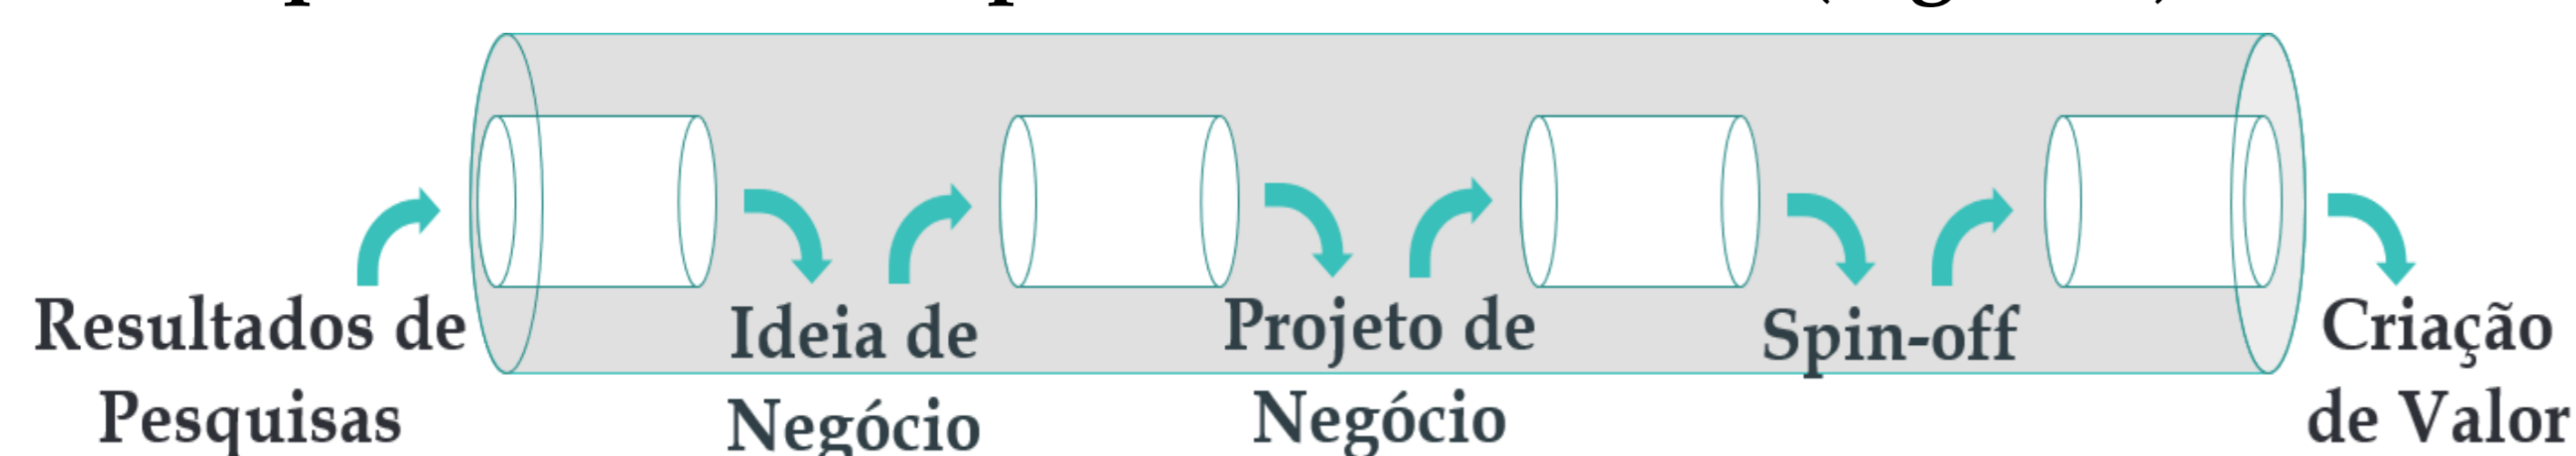 Resultados de
Pesquisas
Ideia de
Negócio
Projeto de
Negócio
Spin-off
Criação
de Valor